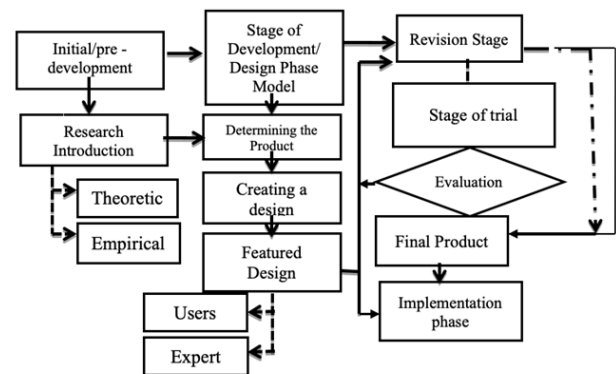 Initial/pre -
development
Research
Introduction
Theoretic
Empirical
Stage of
Development/
Design Phase
Model
Determining the
Product
Creating a
design
Featured
Design
Users
Expert
Revision Stage
Stage of trial
Evaluation
Final Product
Implementation
phase